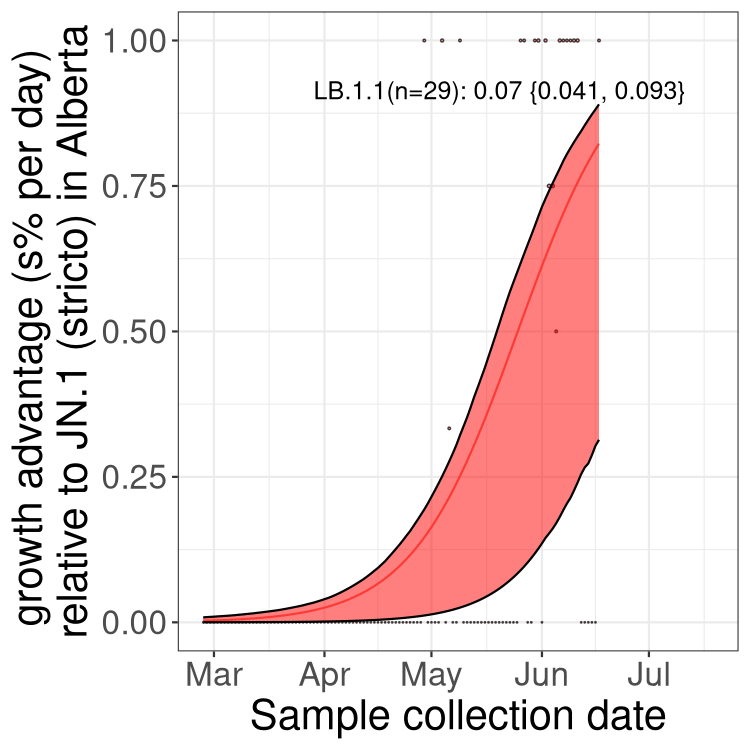 growth advantage (s% per day)
relative to JN.1 (stricto) in Alberta
1.00
0.75
0.50
0.25
0.00
LB.1.1(n=29): 0.07 {0.041, 0.093}
Mar Apr May Jun Jul
Sample collection date